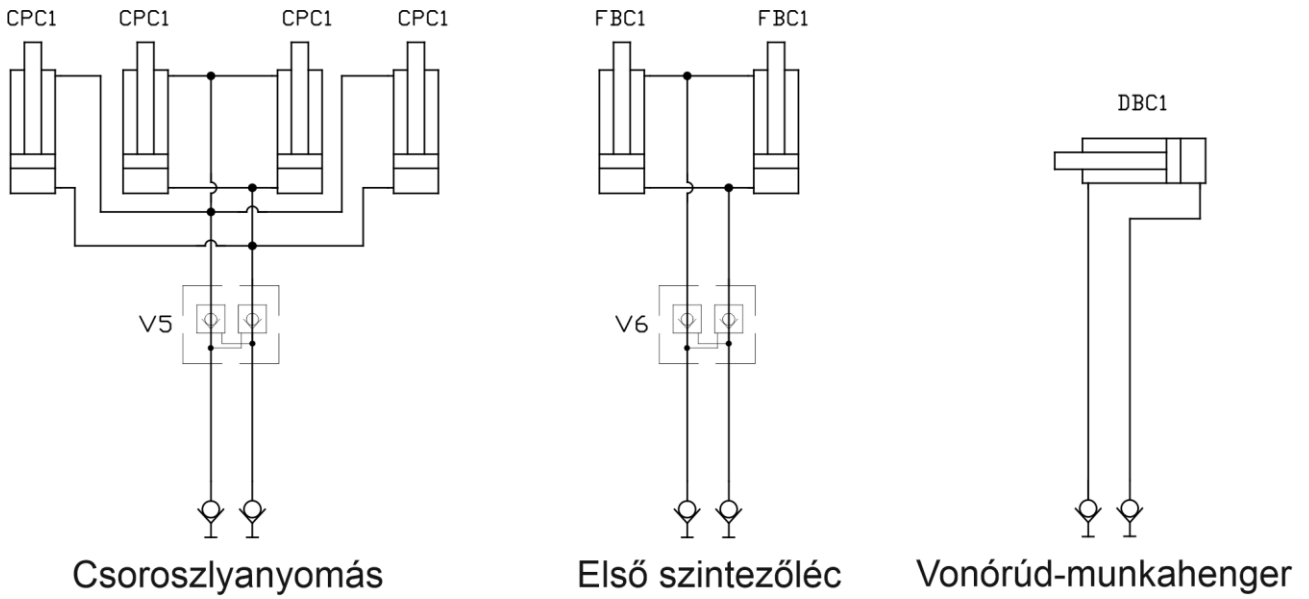 CPC1 CPC1 CPC1 CPC1 FBC1 FBC1
DBC1
V5 V6
Csoroszlyanyomás Első szintezőléc Vonórúd-munkahenger